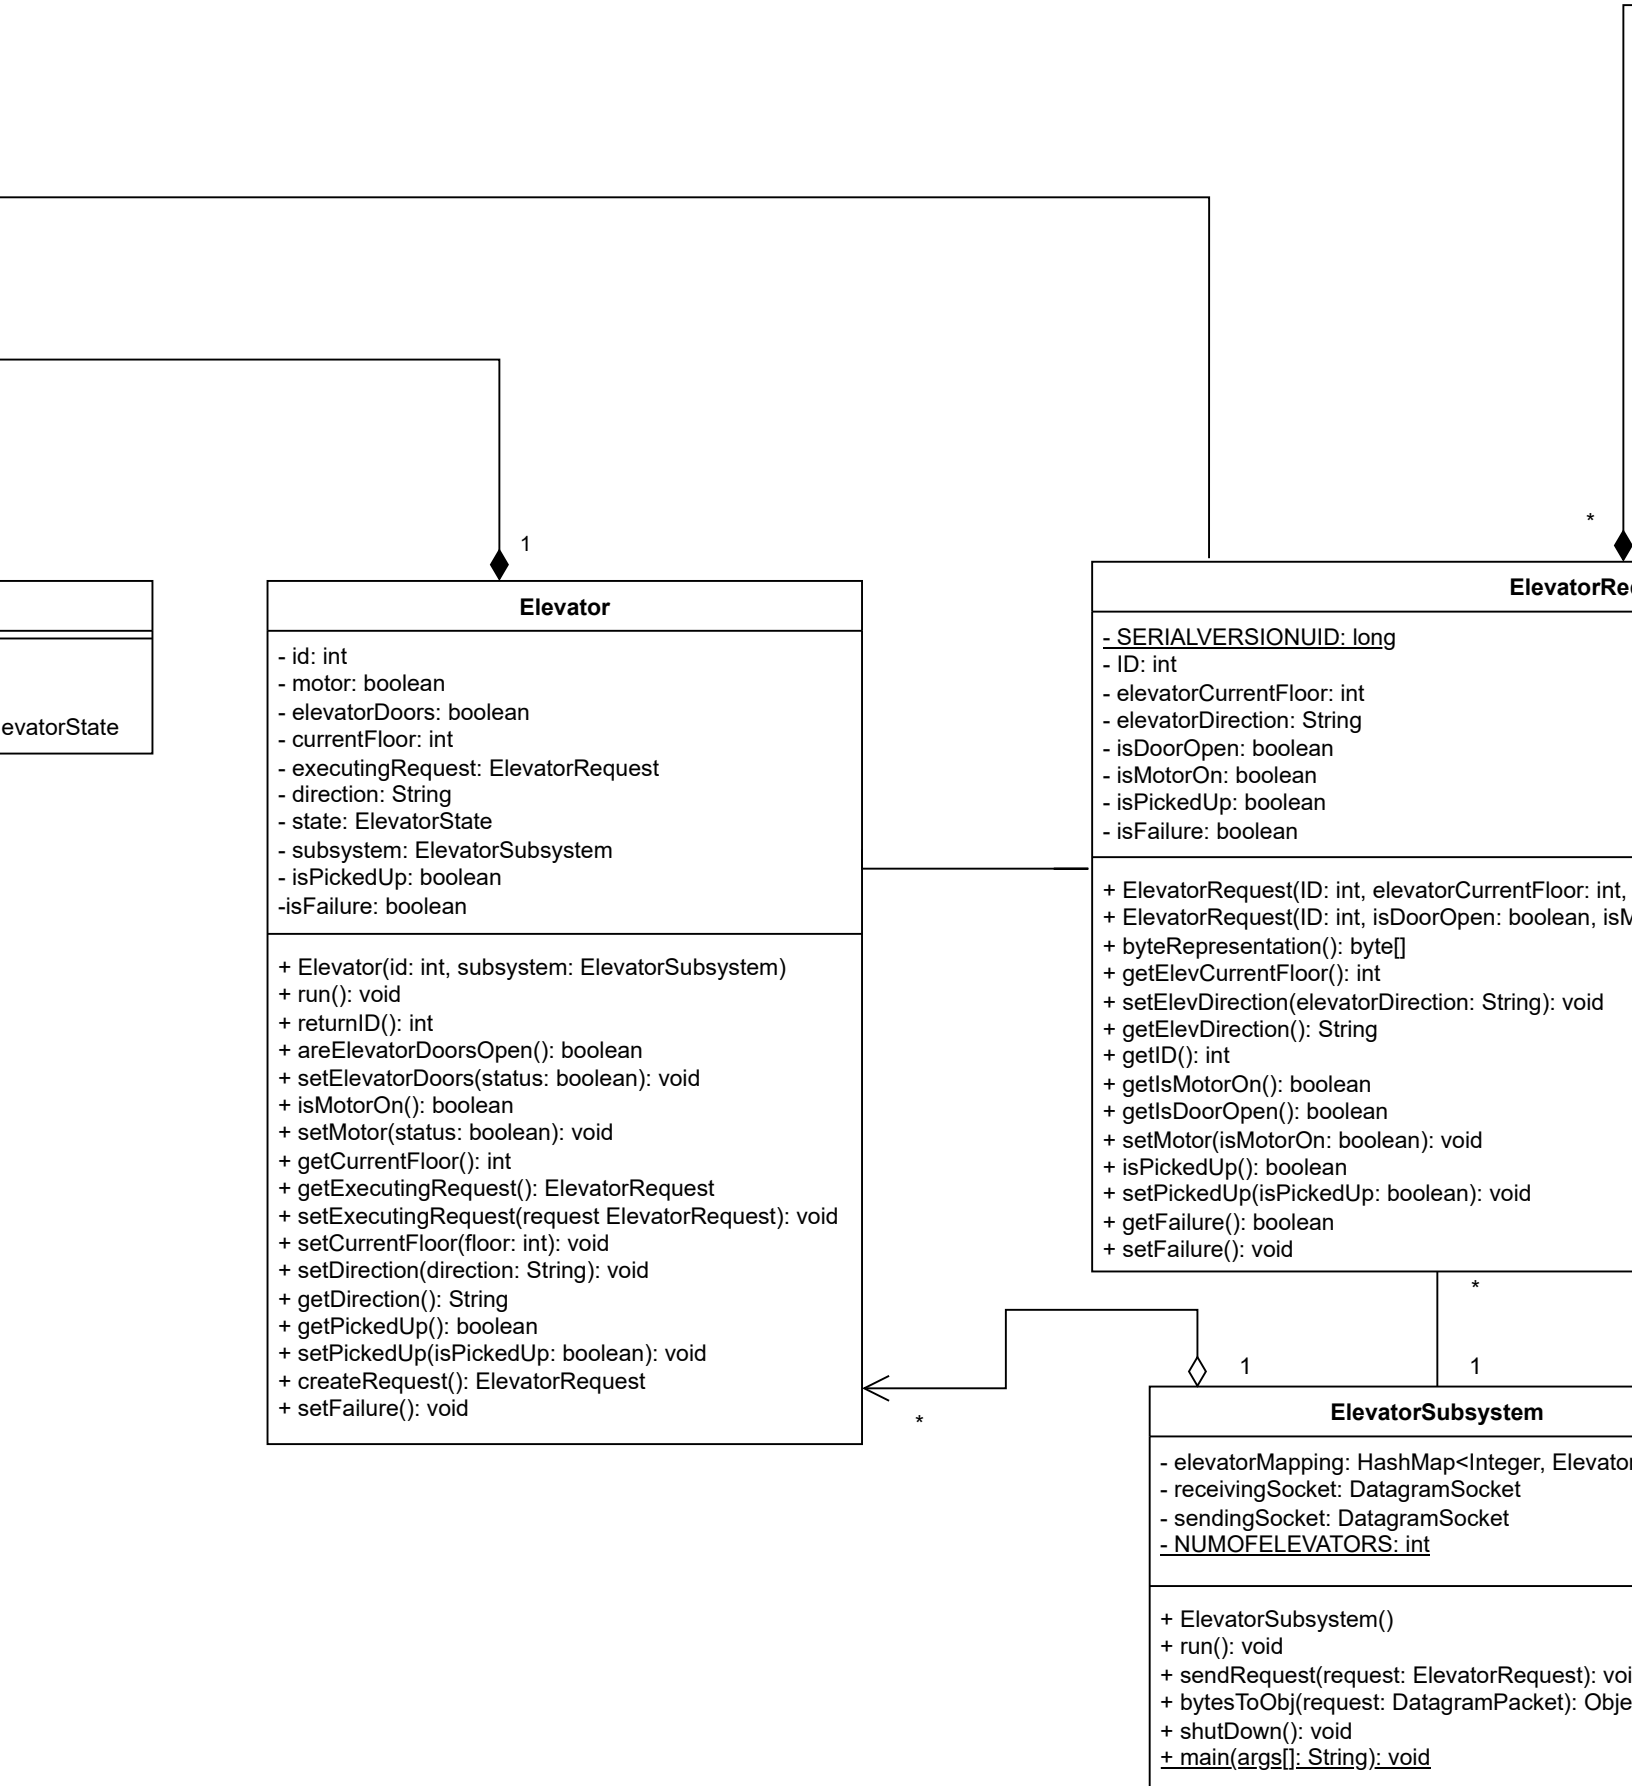 *
1
evatorState
Elevator
- id: int
- motor: boolean
- elevatorDoors: boolean
- currentFloor: int
- executingRequest: ElevatorRequest
- direction: String
- state: ElevatorState
- subsystem: ElevatorSubsystem
- isPickedUp: boolean
-isFailure: boolean
+ Elevator(id: int, subsystem: ElevatorSubsystem)
+ run(): void
+ returnID(): int
+ areElevatorDoorsOpen(): boolean
+ setElevatorDoors(status: boolean): void
+ isMotorOn(): boolean
+ setMotor(status: boolean): void
+ getCurrentFloor(): int
+ getExecutingRequest(): ElevatorRequest
+ setExecutingRequest(request ElevatorRequest): void
+ setCurrentFloor(floor: int): void
+ setDirection(direction: String): void
+ getDirection(): String
+ getPickedUp(): boolean
+ setPickedUp(isPickedUp: boolean): void
+ createRequest(): ElevatorRequest
+ setFailure(): void
ElevatorRe
- SERIALVERSIONUID: long
- ID: int
- elevatorCurrentFloor: int
- elevatorDirection: String
- isDoorOpen: boolean
- isMotorOn: boolean
- isPickedUp: boolean
- isFailure: boolean
+ ElevatorRequest(ID: int, elevatorCurrentFloor: int,
+ ElevatorRequest(ID: int, isDoorOpen: boolean, isM
+ byteRepresentation(): byte[]
+ getElevCurrentFloor(): int
+ setElevDirection(elevatorDirection: String): void
+ getElevDirection(): String
+ getID(): int
+ getIsMotorOn(): boolean
+ getIsDoorOpen(): boolean
+ setMotor(isMotorOn: boolean): void
+ isPickedUp(): boolean
+ setPickedUp(isPickedUp: boolean): void
+ getFailure(): boolean
+ setFailure(): void
*
1
1
*
ElevatorSubsystem
- elevatorMapping: HashMap<Integer, Elevator
- receivingSocket: DatagramSocket
- sendingSocket: DatagramSocket
- NUMOFELEVATORS: int
+ ElevatorSubsystem()
+ run(): void
+ sendRequest(request: ElevatorRequest): voi
+ bytesToObj(request: DatagramPacket): Obje
+ shutDown(): void
+ main(args[]: String): void